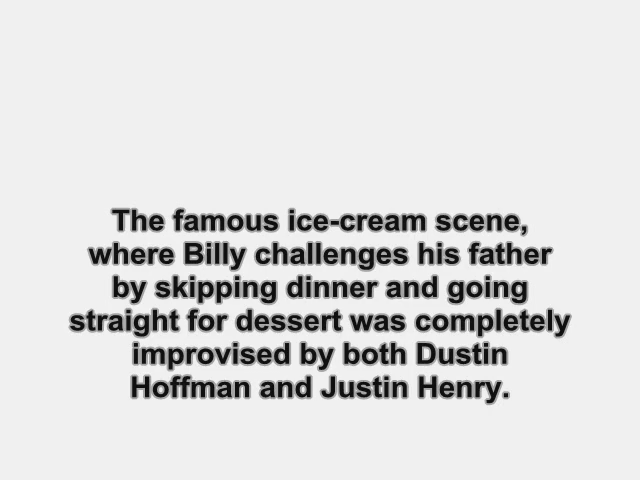 The famous ice-cream scene,
where Billy challenges his father
by skipping dinner and going
straight for dessert was completely
improvised by both Dustin
Hoffman and Justin Henry.